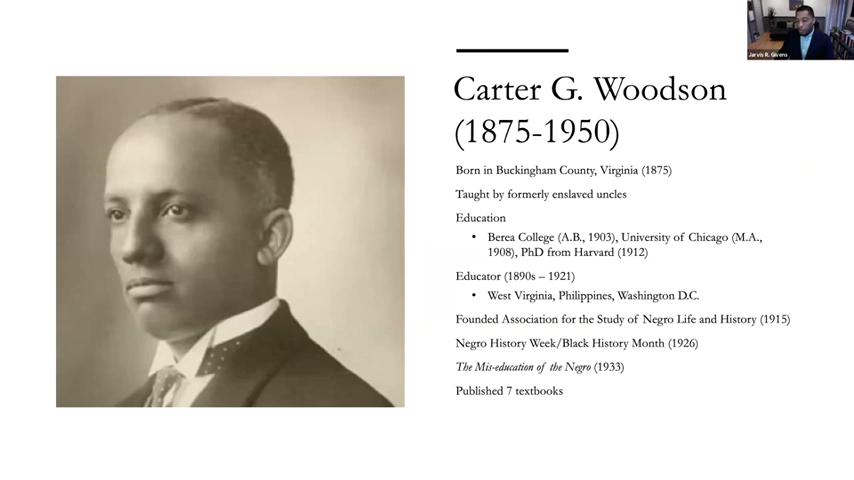 Jarvis R. Givens
Carter G. Woodson
(1875-1950)
Born in Buckingham County, Virginia (1875)
Taught by formerly enslaved uncles
Education
• Berea College (A.B., 1903), University of Chicago (M.A.,
1908), PhD from Harvard (1912)
Educator (1890s – 1921)
• West Virginia, Philippines, Washington D.C.
Founded Association for the Study of Negro Life and History (1915)
Negro History Week/Black History Month (1926)
The Mis-education of the Negro (1933)
Published 7 textbooks